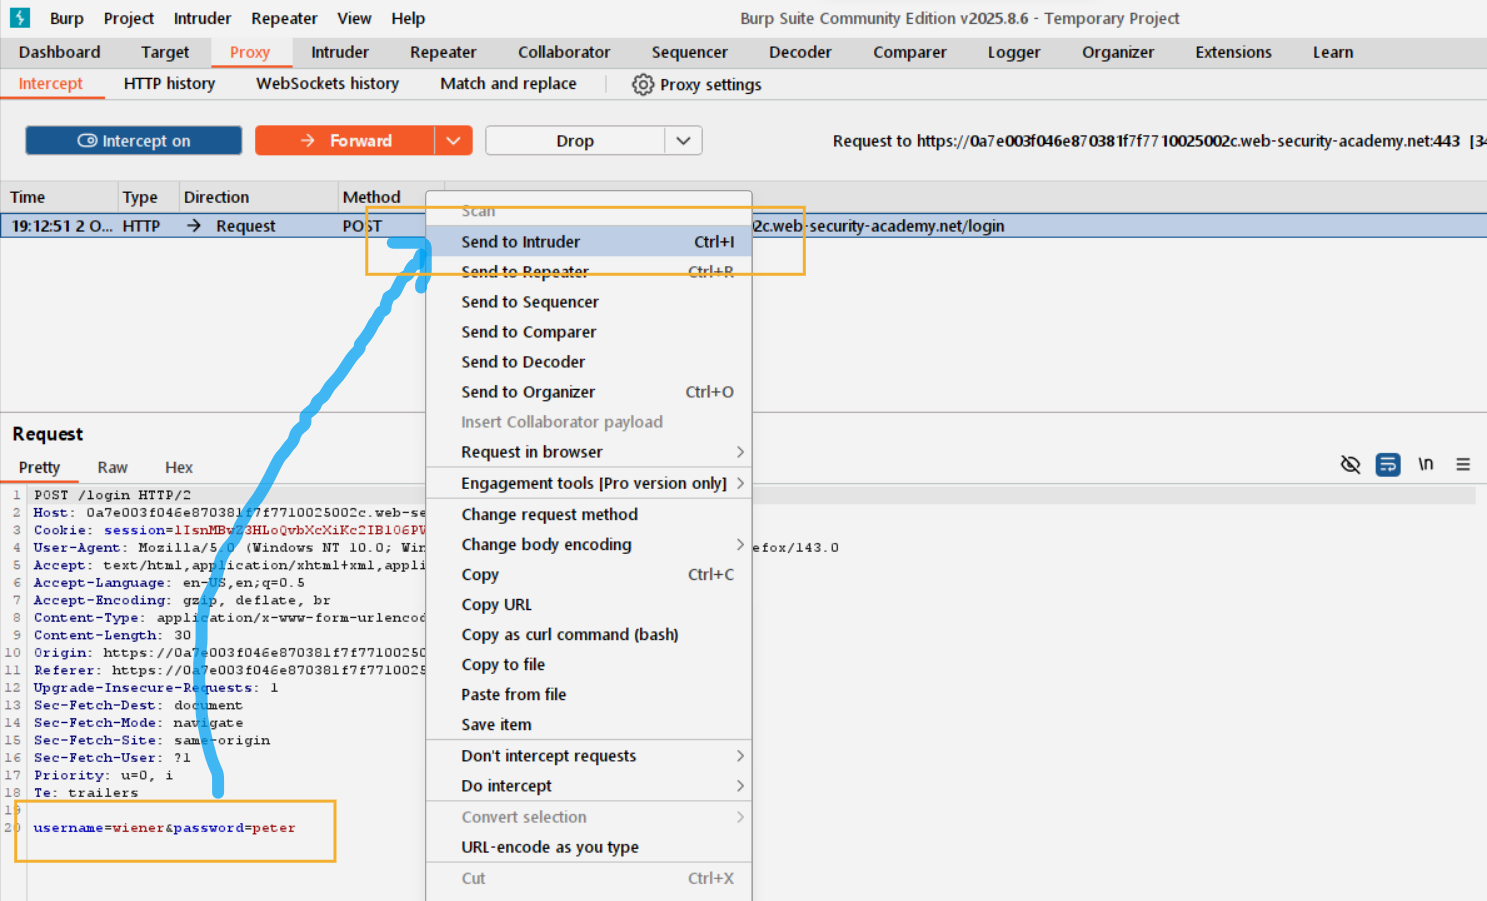 Burp Project Intruder Repeater View Help Burp Suite Community Edition v2025.8.6 - Temporary Project
Dashboard Target Proxy Intruder Repeater Collaborator Sequencer Decoder Comparer Logger Organizer Extensions Learn
Intercept HTTP history WebSockets history Match and replace Proxy settings
Intercept on Forward Drop Request to https://0a7e003f046e870381f7f7710025002c.web-security-academy.net:443 [34
Time Type Direction Method
19:12:51 2 O... HTTP → Request POST 2c.web-security-academy.net/login
Scan
Send to Intruder Ctrl+I
Send to Repeater Ctrl+R
Send to Sequencer
Send to Comparer
Send to Decoder
Send to Organizer Ctrl+O
Insert Collaborator payload
Request in browser
Engagement tools [Pro version only]
Change request method
Change body encoding
Copy Ctrl+C
Copy URL
Copy as curl command (bash)
Copy to file
Paste from file
Save item
Don't intercept requests
Do intercept
Convert selection
URL-encode as you type
Cut Ctrl+X
Request
Pretty Raw Hex \n
1 POST /login HTTP/2
2 Host: 0a7e003f046e870381f7f7710025002c.web-se
3 Cookie: session=
4 User-Agent: Mozilla/5.0 (Windows NT 10.0; Win efox/143.0
5 Accept: text/html,application/xhtml+xml,appli
6 Accept-Language: en-US,en;q=0.5
7 Accept-Encoding: gzip, deflate, br
8 Content-Type: application/x-www-form-urlencod
9 Content-Length: 30
10 Origin: https://0a7e003f046e870381f7f77100250
11 Referer: https://0a7e003f046e870381f7f7710025
12 Upgrade-Insecure-Requests: 1
13 Sec-Fetch-Dest: document
14 Sec-Fetch-Mode: navigate
15 Sec-Fetch-Site: same-origin
16 Sec-Fetch-User: ?1
17 Priority: u=0, i
18 Te: trailers
19
20 username=wiener&password=peter